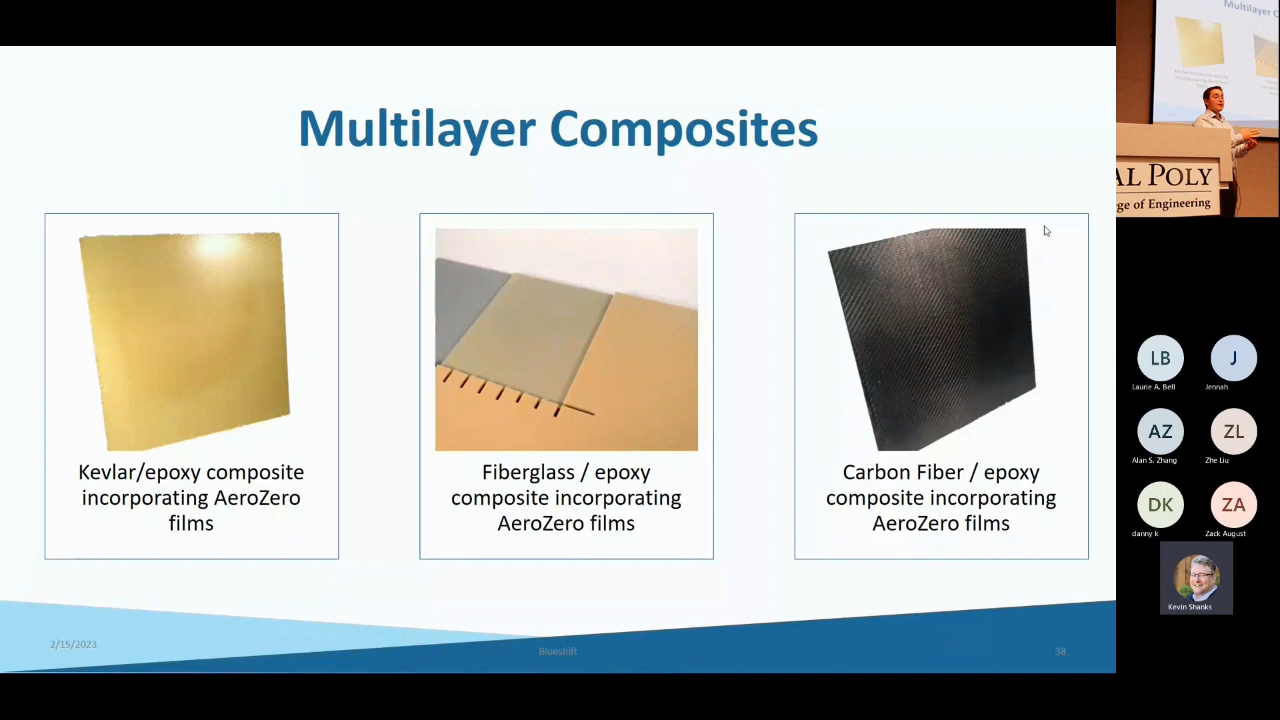 Multilayer Composites
Kevlar/epoxy composite
incorporating AeroZero
films
Fiberglass / epoxy
composite incorporating
AeroZero films
Carbon Fiber / epoxy
composite incorporating
AeroZero films
2/15/2023
Blueshift
38
Multilayer C
AL POLY
ge of Engineering
LB
Laurie A. Bell
J
Jennah
AZ
Alan S. Zhang
ZL
Zhe Liu
DK
danny k
ZA
Zack August
Kevin Shanks